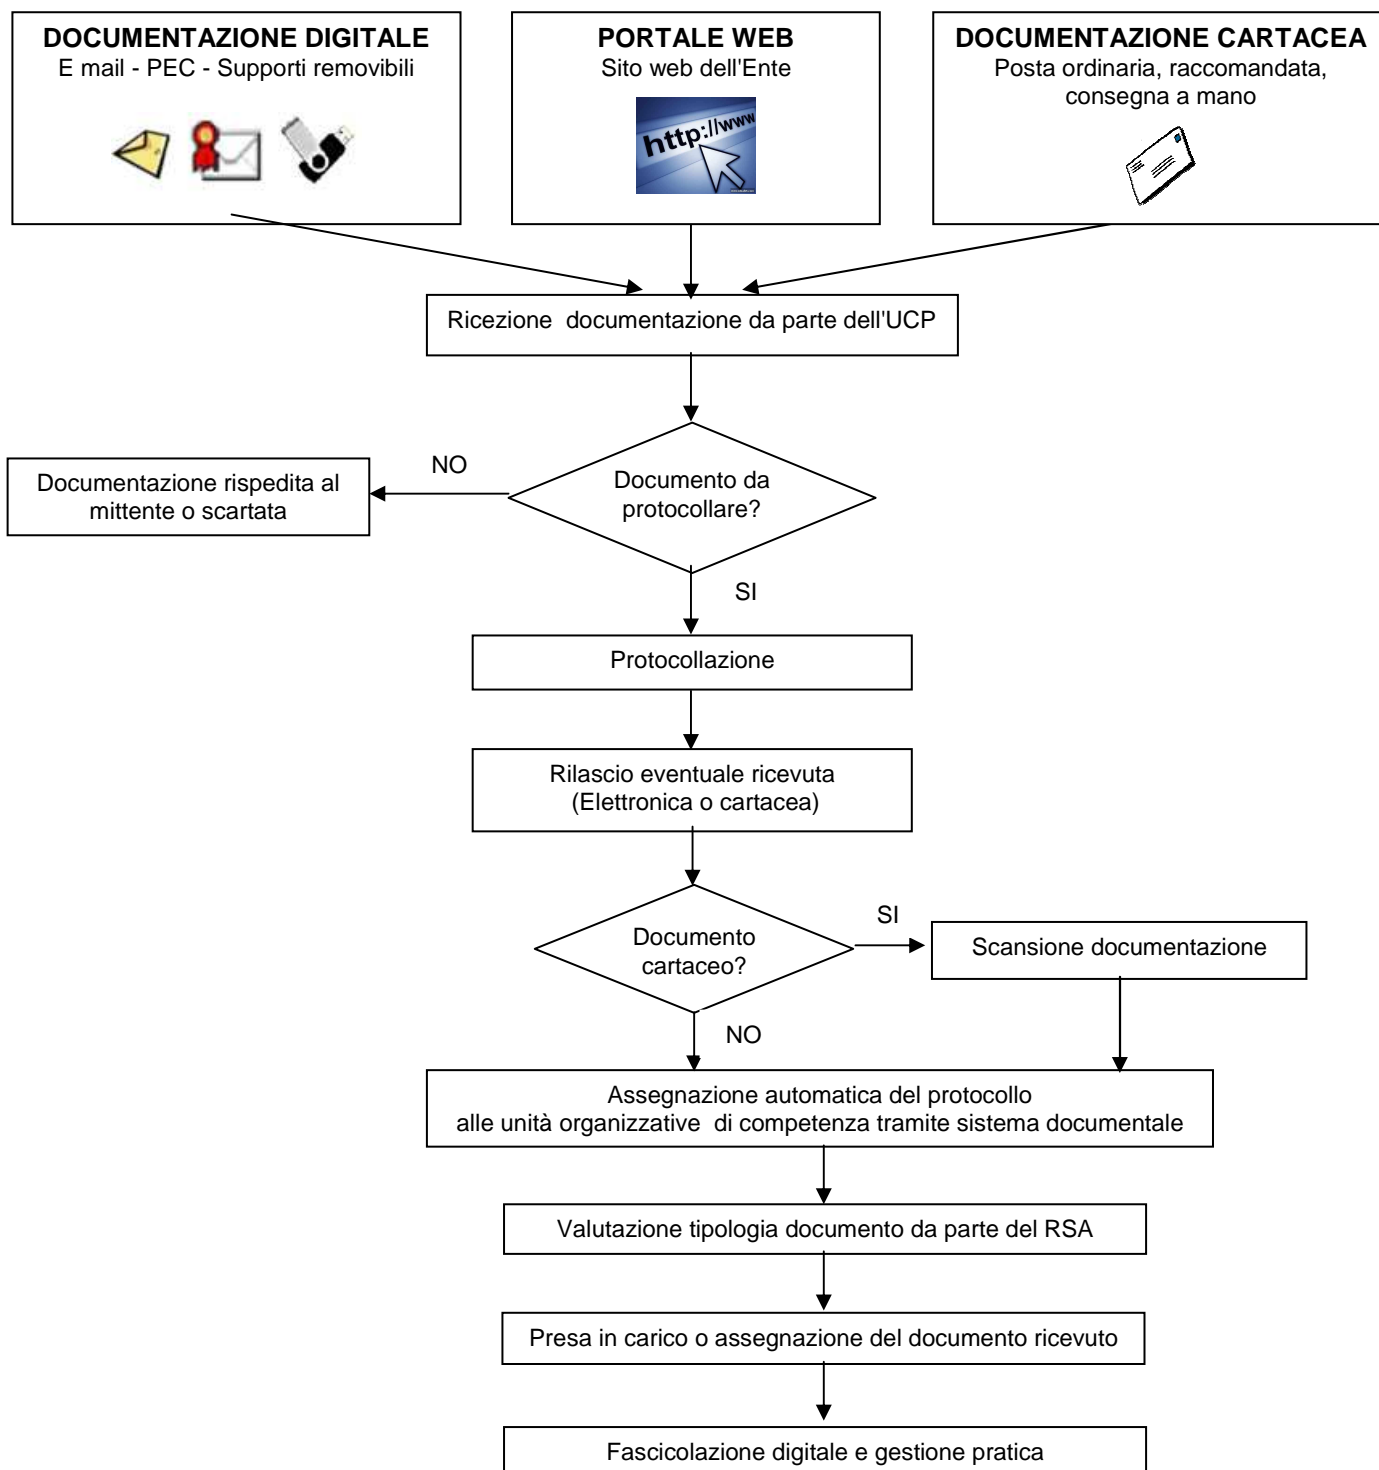 DOCUMENTAZIONE DIGITALE
E mail - PEC - Supporti removibili
PORTALE WEB
Sito web dell'Ente
http://www
DOCUMENTAZIONE CARTACEA
Posta ordinaria, raccomandata,
consegna a mano
Ricezione documentazione da parte dell'UCP
Documento da
protocollare?
NO
Documentazione rispedita al
mittente o scartata
SI
Protocollazione
Rilascio eventuale ricevuta
(Elettronica o cartacea)
Documento
cartaceo?
SI
Scansione documentazione
NO
Assegnazione automatica del protocollo
alle unità organizzative di competenza tramite sistema documentale
Valutazione tipologia documento da parte del RSA
Presa in carico o assegnazione del documento ricevuto
Fascicolazione digitale e gestione pratica